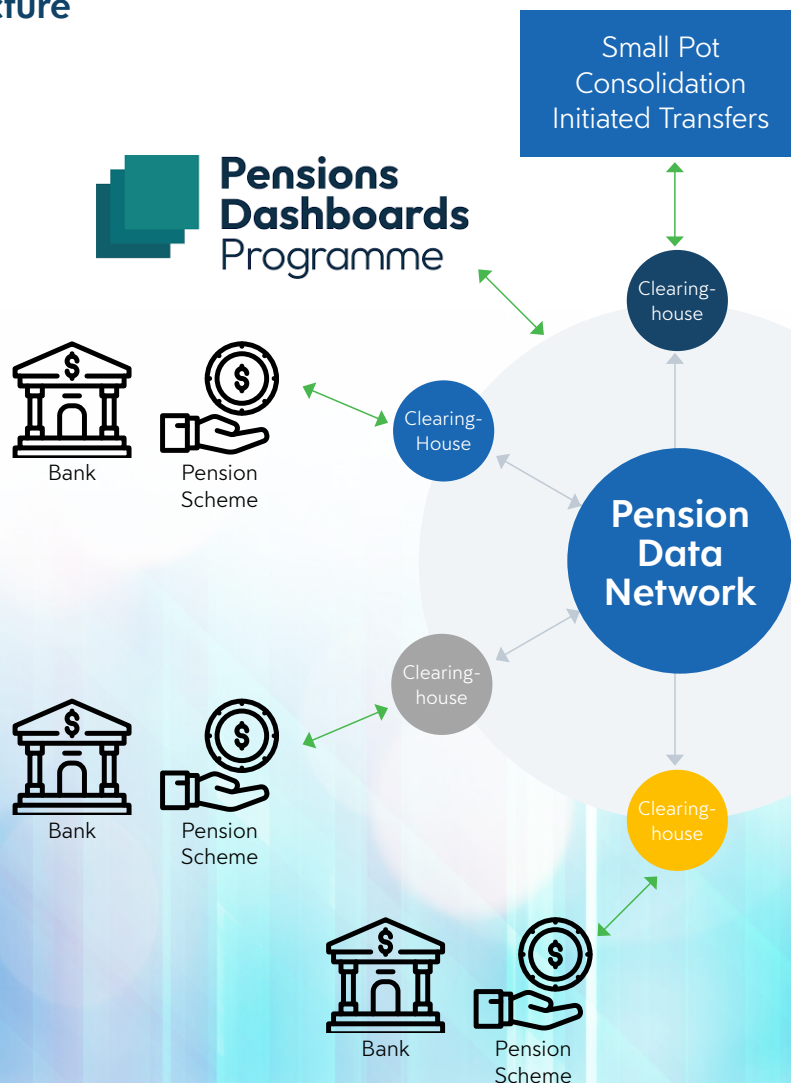 Small Pot
Consolidation
Initiated Transfers
Pensions
Dashboards
Programme
Clearing-
house
$
$
Bank
Pension
Scheme
Clearing-
House
Pension
Data
Network
Clearing-
house
$
$
Bank
Pension
Scheme
Clearing-
house
$
$
Bank
Pension
Scheme